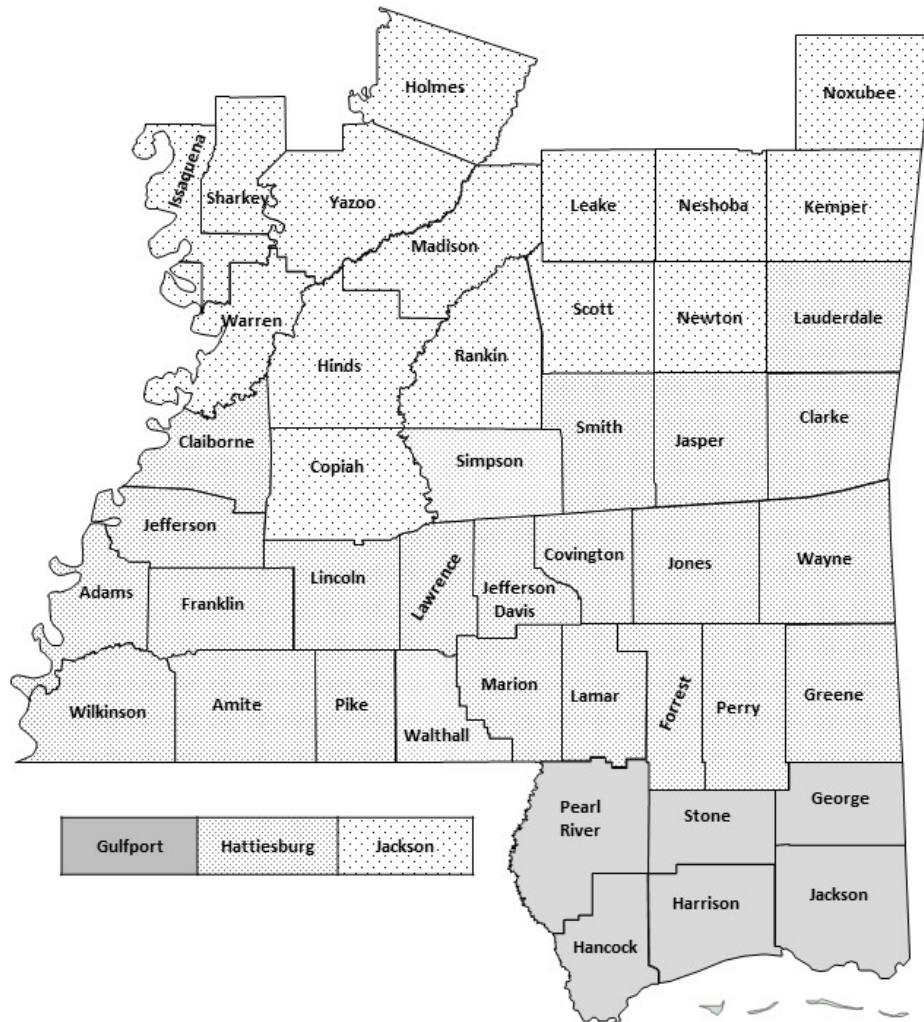 Holmes
Noxubee
Issaquena
Sharkey
Yazoo
Leake
Neshoba
Kemper
Madison
Scott
Newton
Lauderdale
Warren
Hinds
Rankin
Claiborne
Copiah
Simpson
Smith
Jasper
Clarke
Jefferson
Lincoln
Lawrence
Jefferson
Davis
Covington
Jones
Wayne
Adams
Franklin
Wilkinson
Amite
Pike
Walthall
Marion
Lamar
Forrest
Perry
Greene
Pearl
River
Stone
George
Gulfport
Hattiesburg
Jackson
Hancock
Harrison
Jackson